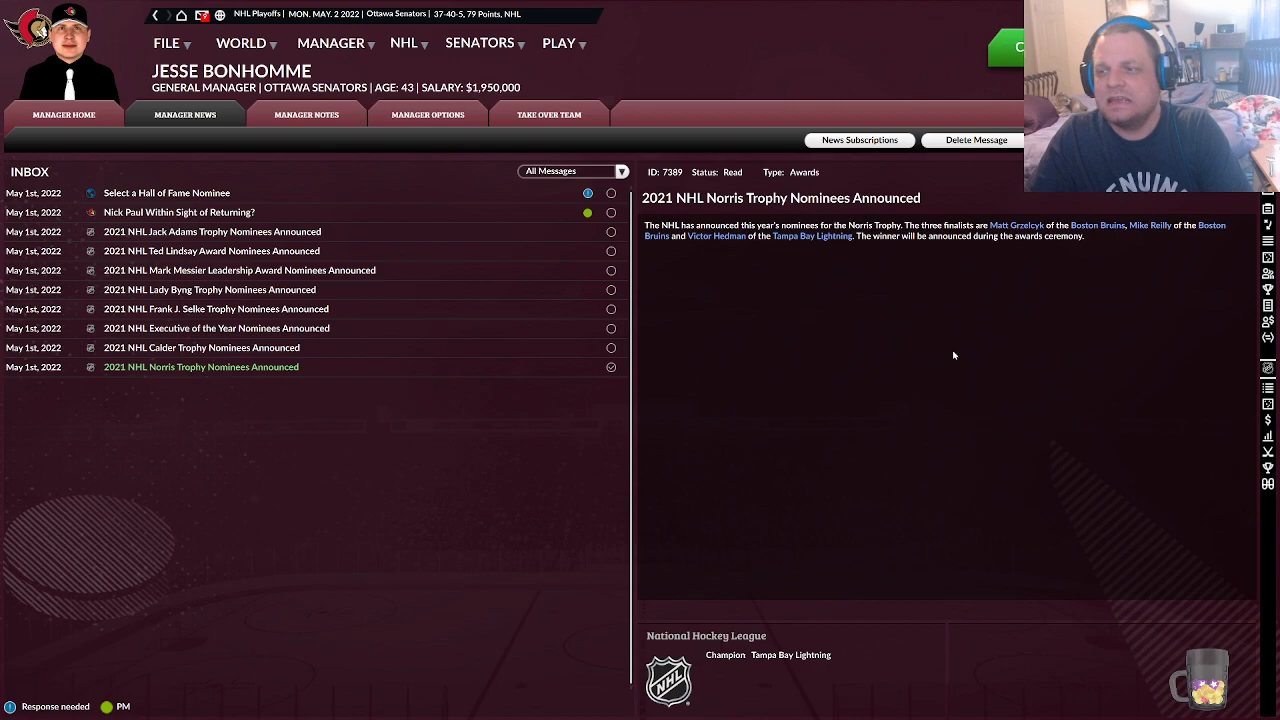 NHL Playoffs | MON. MAY. 2 2022 | Ottawa Senators | 37-40-5, 79 Points, NHL
FILE WORLD MANAGER NHL SENATORS PLAY
JESSE BONHOMME
GENERAL MANAGER | OTTAWA SENATORS | AGE: 43 | SALARY: $1,950,000
C
MANAGER HOME MANAGER NEWS MANAGER NOTES MANAGER OPTIONS TAKE OVER TEAM
News Subscriptions Delete Message
INBOX All Messages
May 1st, 2022 Select a Hall of Fame Nominee
May 1st, 2022 Nick Paul Within Sight of Returning?
May 1st, 2022 2021 NHL Jack Adams Trophy Nominees Announced
May 1st, 2022 2021 NHL Ted Lindsay Award Nominees Announced
May 1st, 2022 2021 NHL Mark Messier Leadership Award Nominees Announced
May 1st, 2022 2021 NHL Lady Byng Trophy Nominees Announced
May 1st, 2022 2021 NHL Frank J. Selke Trophy Nominees Announced
May 1st, 2022 2021 NHL Executive of the Year Nominees Announced
May 1st, 2022 2021 NHL Calder Trophy Nominees Announced
May 1st, 2022 2021 NHL Norris Trophy Nominees Announced
Response needed PM
ID: 7389 Status: Read Type: Awards
2021 NHL Norris Trophy Nominees Announced
The NHL has announced this year's nominees for the Norris Trophy. The three finalists are Matt Grzelcyk of the Boston Bruins, Mike Reilly of the Boston
Bruins and Victor Hedman of the Tampa Bay Lightning. The winner will be announced during the awards ceremony.
National Hockey League
Champion Tampa Bay Lightning
NHL